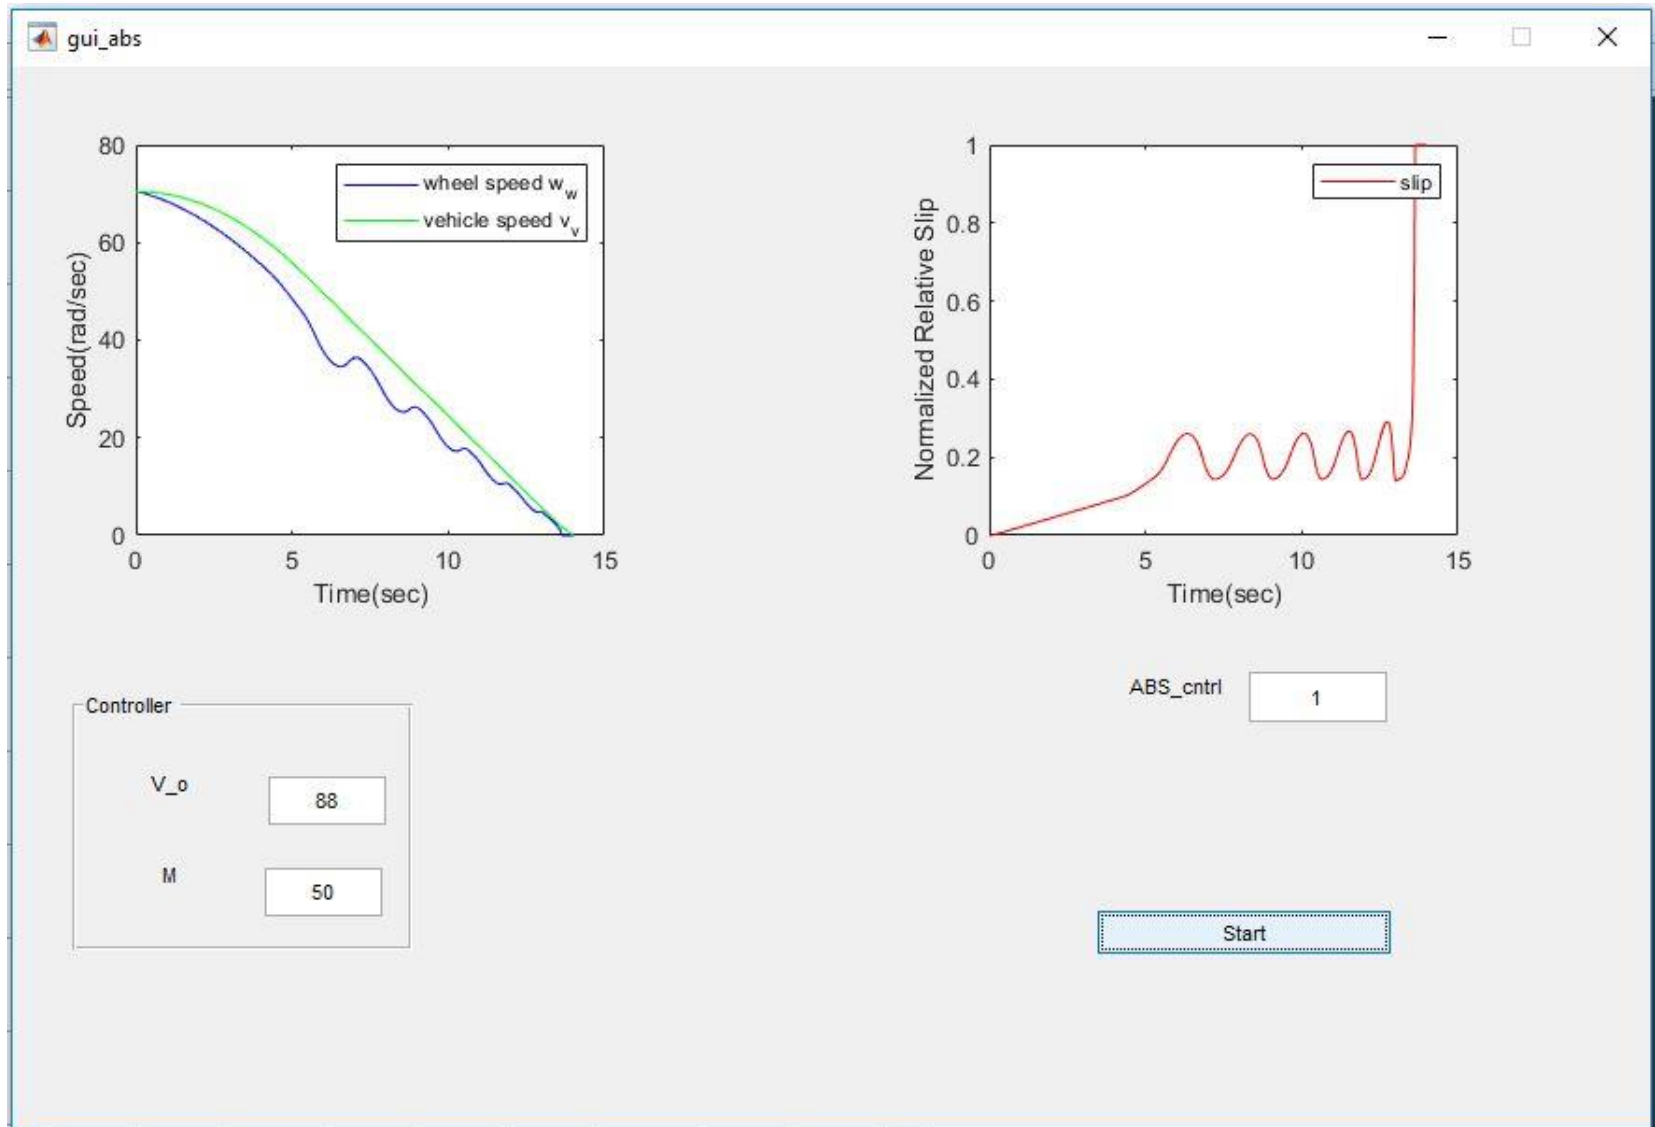 gui_abs
80
60
40
20
0
Speed(rad/sec)
wheel speed w_w
vehicle speed v_v
0 5 10 15
Time(sec)
1
0.8
0.6
0.4
0.2
0
Normalized Relative Slip
slip
0 5 10 15
Time(sec)
ABS_cntrl 1
Controller
V_o 88
M 50
Start